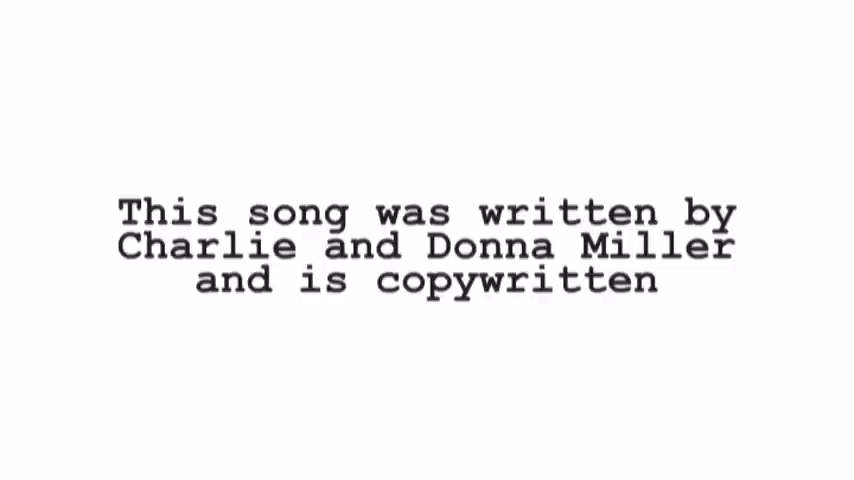 This song was written by
Charlie and Donna Miller
and is copywritten